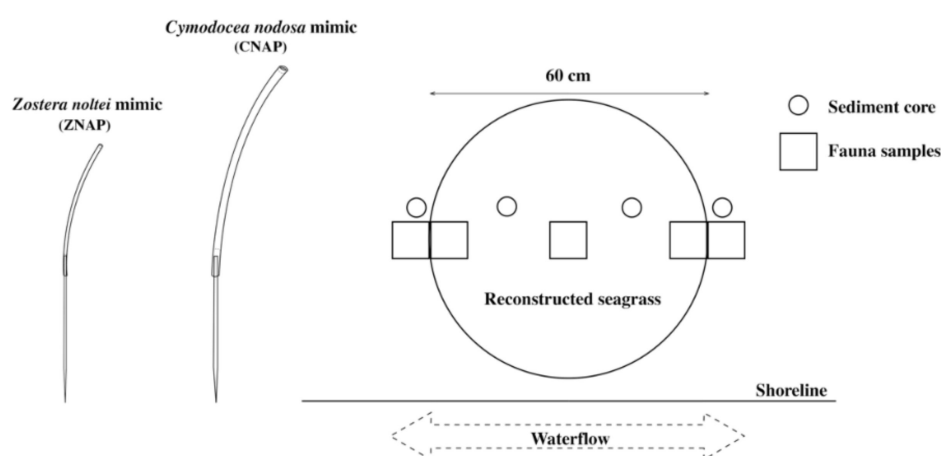 Cymodocea nodosa mimic
(CNAP)
Zostera noltei mimic
(ZNAP)
60 cm
Sediment core
Fauna samples
Reconstructed seagrass
Shoreline
Waterflow